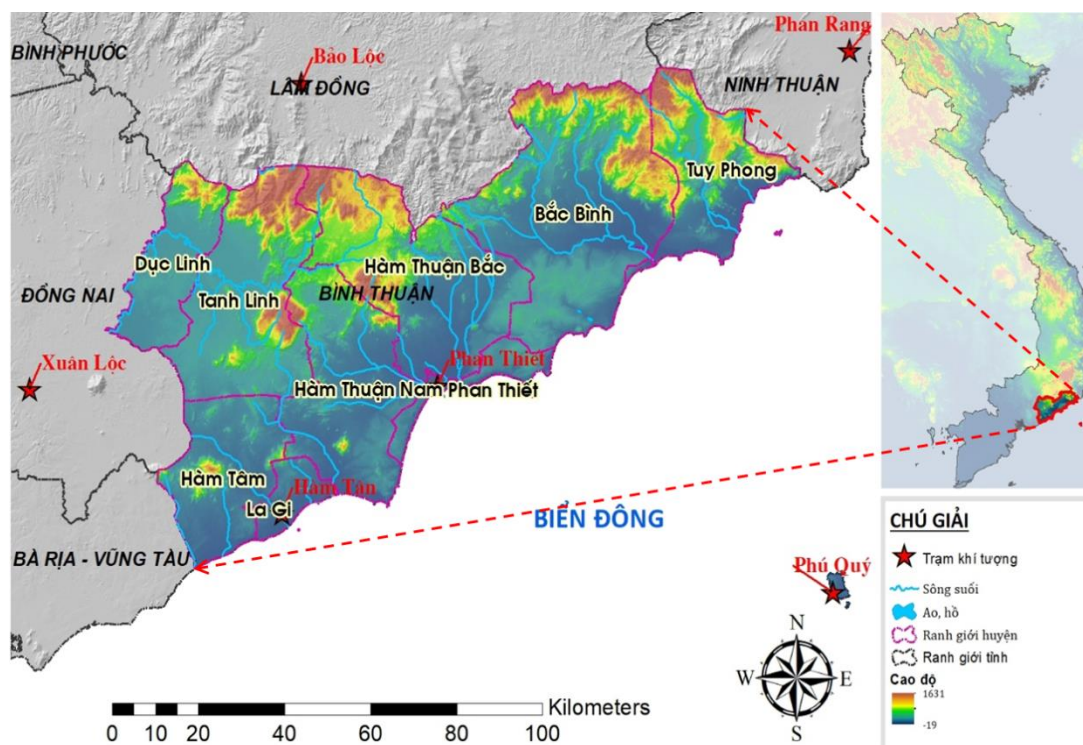 Phan Rang
BÌNH PHƯỚC
Bảo Lộc
LÂM ĐỒNG
NINH THUẬN
Tuy Phong
Bắc Bình
Dục Linh
Hàm Thuận Bắc
ĐỒNG NAI
Tanh Linh
BÌNH THUẬN
Xuân Lộc
Phan Thiết
Hàm Thuận Nam
Phan Thiết
Hàm Tâm
Hàm Tân
La Gi
BIỂN ĐÔNG
BÀ RỊA - VŨNG TÀU
Phú Quý
N
W E
S
Kilometers
0 10 20 40 60 80 100
CHÚ GIẢI
Trạm khí tượng
Sông suối
Ao, hồ
Ranh giới huyện
Ranh giới tỉnh
Cao độ
1631
-19